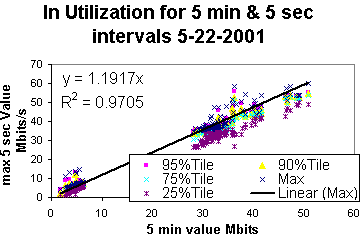 In Utilization for 5 min & 5 sec
intervals 5-22-2001
max 5 sec Value
Mbits/s
70
60
50
40
30
20
10
0
y = 1.1917x
R² = 0.9705
95%Tile
90%Tile
75%Tile
Max
25%Tile
Linear (Max)
0 10 20 30 40 50 60
5 min value Mbits